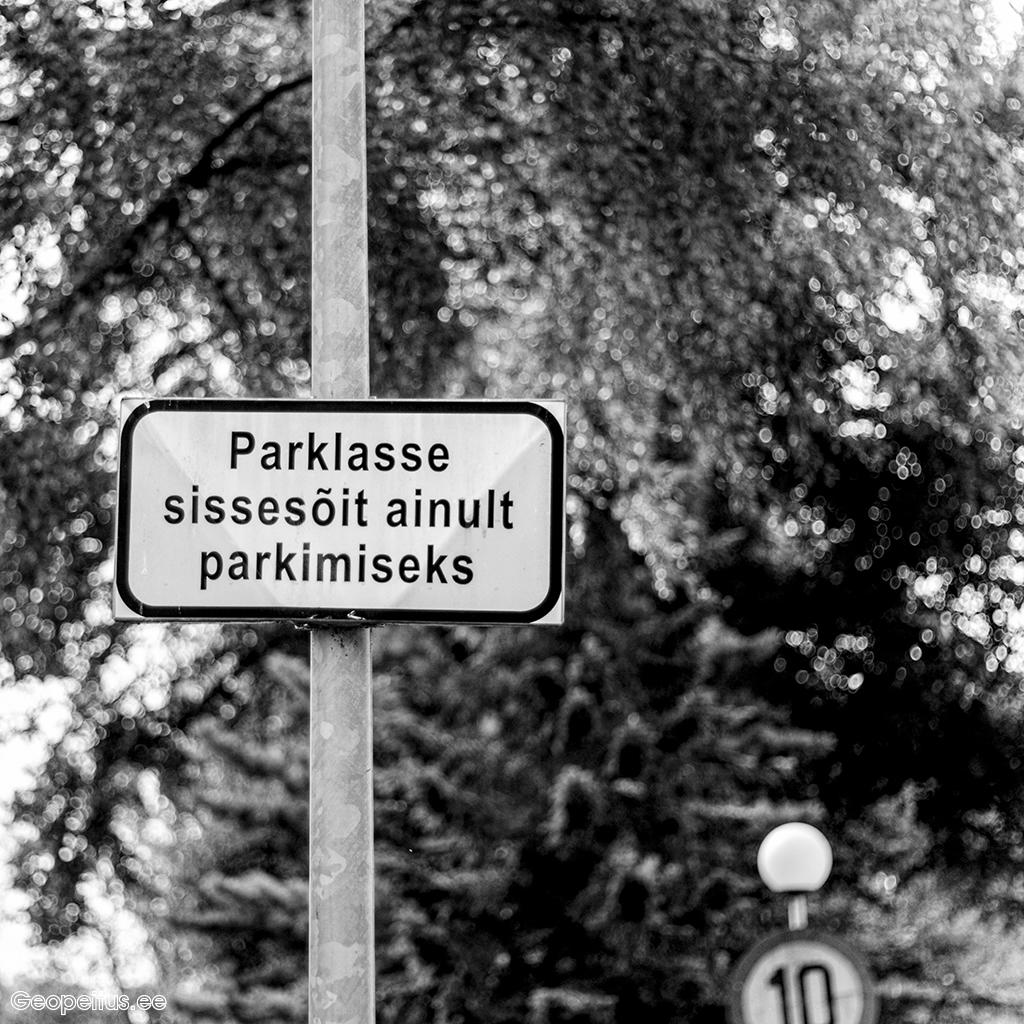 Parklasse
sissesõit ainult
parkimiseks
10
Geopeitus.ee